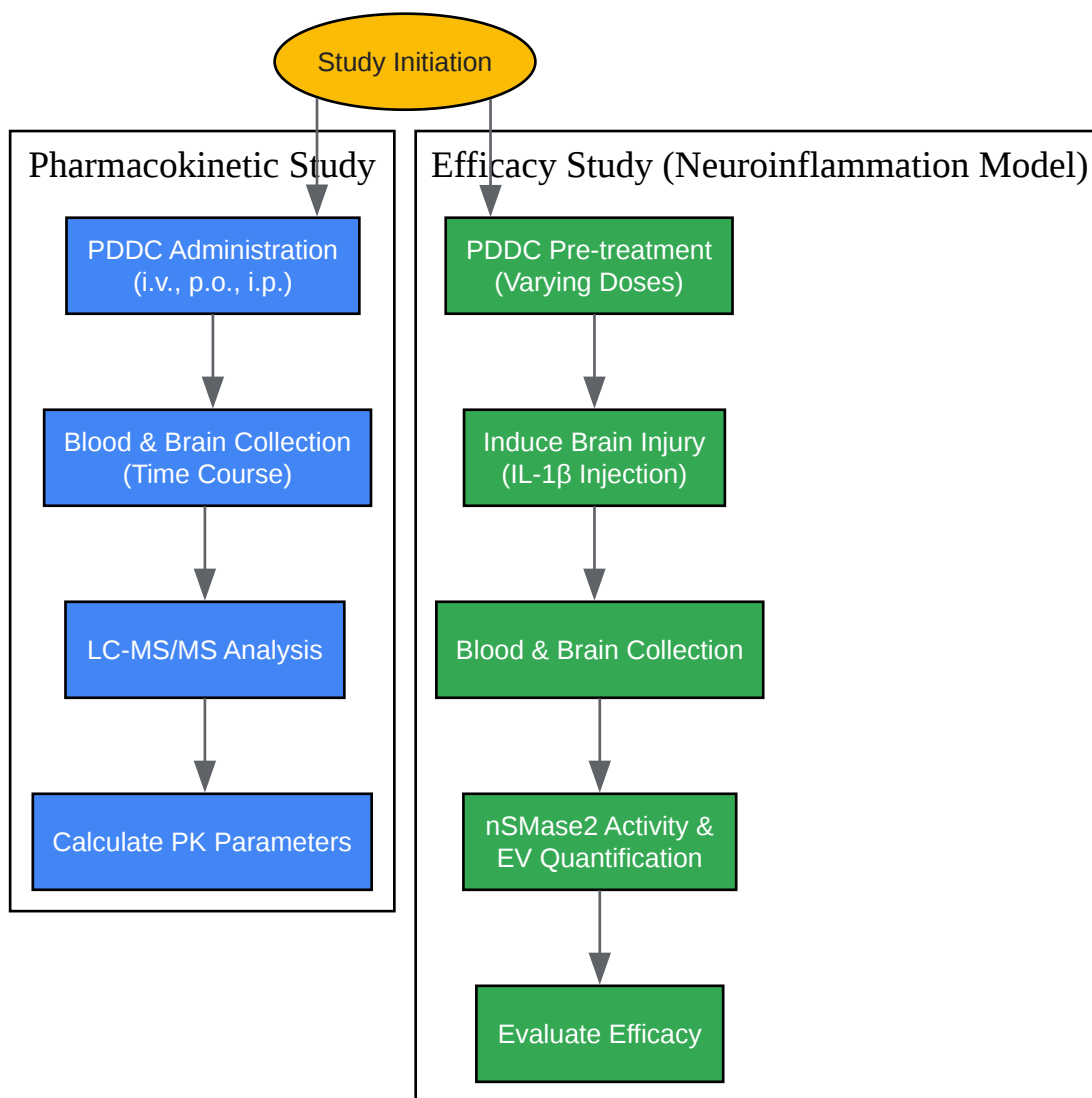 Study Initiation
Pharmacokinetic Study
PDDC Administration
(i.v., p.o., i.p.)
Blood & Brain Collection
(Time Course)
LC-MS/MS Analysis
Calculate PK Parameters
Efficacy Study (Neuroinflammation Model)
PDDC Pre-treatment
(Varying Doses)
Induce Brain Injury
(IL-1β Injection)
Blood & Brain Collection
nSMase2 Activity &
EV Quantification
Evaluate Efficacy